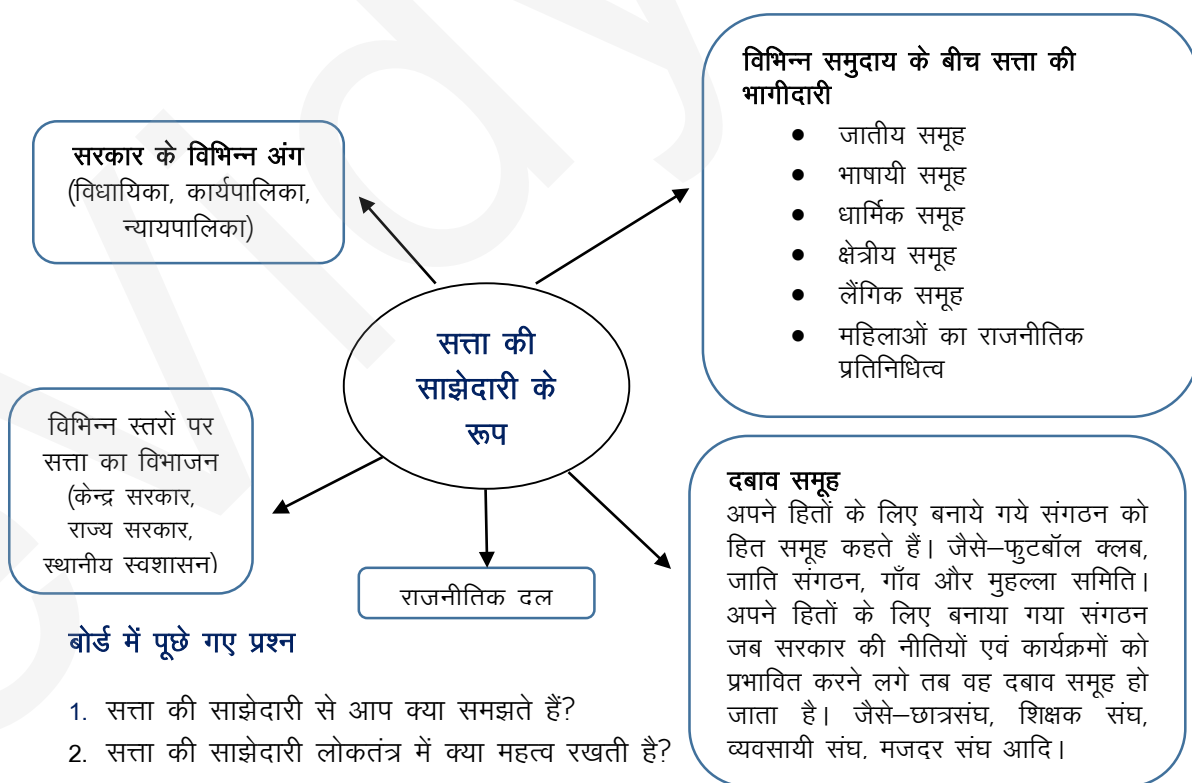 विभिन्न समुदाय के बीच सत्ता की
भागीदारी
● जातीय समूह
● भाषायी समूह
● धार्मिक समूह
● क्षेत्रीय समूह
● लैंगिक समूह
● महिलाओं का राजनीतिक
प्रतिनिधित्व
सरकार के विभिन्न अंग
(विधायिका, कार्यपालिका,
न्यायपालिका)
सत्ता की
साझेदारी के
रूप
विभिन्न स्तरों पर
सत्ता का विभाजन
(केन्द्र सरकार,
राज्य सरकार,
स्थानीय स्वशासन)
राजनीतिक दल
दबाव समूह
अपने हितों के लिए बनाये गये संगठन को
हित समूह कहते हैं। जैसे–फुटबॉल क्लब,
जाति संगठन, गाँव और मुहल्ला समिति।
अपने हितों के लिए बनाया गया संगठन
जब सरकार की नीतियों एवं कार्यक्रमों को
प्रभावित करने लगे तब वह दबाव समूह हो
जाता है। जैसे–छात्रसंघ, शिक्षक संघ,
व्यवसायी संघ, मजदूर संघ आदि।
बोर्ड में पूछे गए प्रश्न
1. सत्ता की साझेदारी से आप क्या समझते हैं?
2. सत्ता की साझेदारी लोकतंत्र में क्या महत्व रखती है?